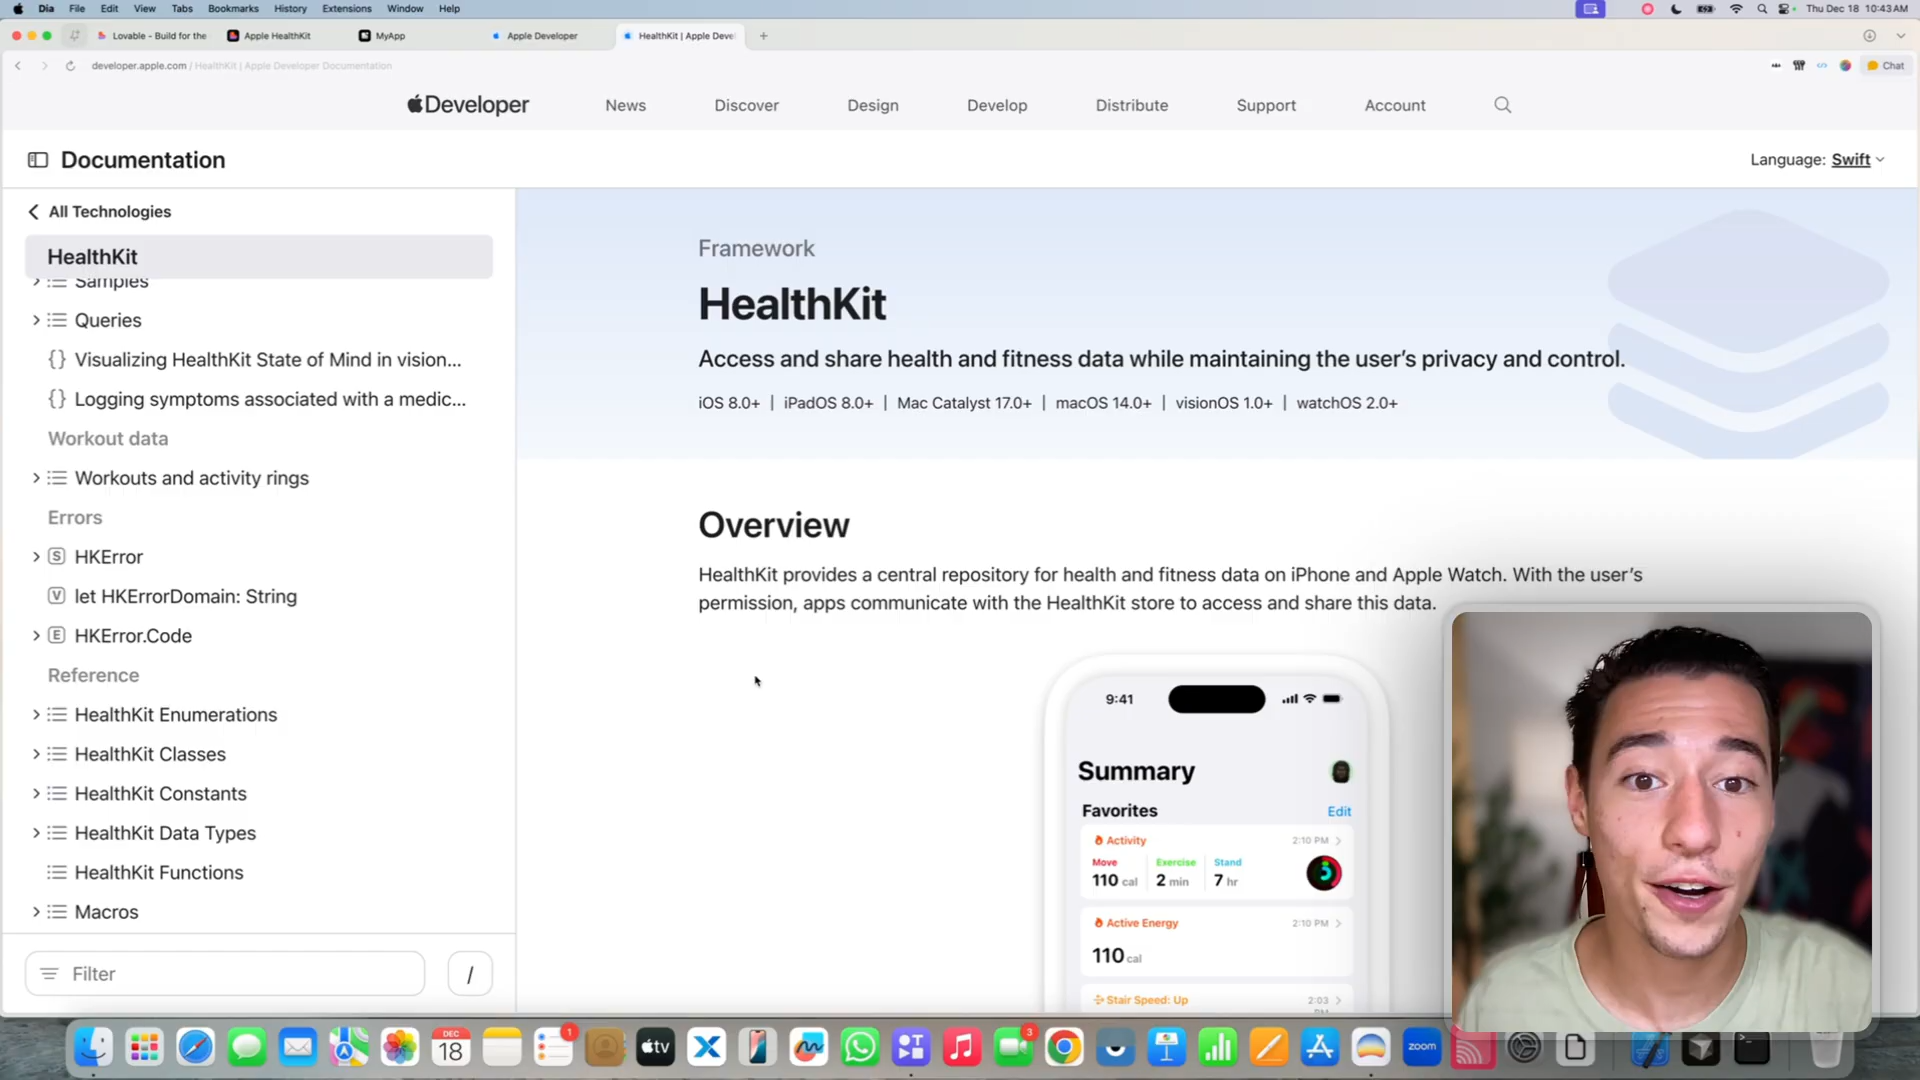 Dia File Edit View Tabs Bookmarks History Extensions Window Help Thu Dec 18 10:43 AM
Lovable - Build for the Apple HealthKit MyApp Apple Developer HealthKit | Apple Deve
developer.apple.com / HealthKit | Apple Developer Documentation Chat
Developer News Discover Design Develop Distribute Support Account
Documentation Language: Swift
All Technologies
HealthKit
Samples
Queries
Visualizing HealthKit State of Mind in vision...
Logging symptoms associated with a medic...
Workout data
Workouts and activity rings
Errors
S HKError
V let HKErrorDomain: String
E HKError.Code
Reference
HealthKit Enumerations
HealthKit Classes
HealthKit Constants
HealthKit Data Types
HealthKit Functions
Macros
Filter /
Framework
HealthKit
Access and share health and fitness data while maintaining the user’s privacy and control.
iOS 8.0+ | iPadOS 8.0+ | Mac Catalyst 17.0+ | macOS 14.0+ | visionOS 1.0+ | watchOS 2.0+
Overview
HealthKit provides a central repository for health and fitness data on iPhone and Apple Watch. With the user’s
permission, apps communicate with the HealthKit store to access and share this data.
9:41
Summary
Favorites Edit
Activity 2:10 PM
Move Exercise Stand
110 cal 2 min 7 hr
Active Energy 2:10 PM
110 cal
Stair Speed: Up 2:03
PM
DEC
18
1
tv
3
zoom